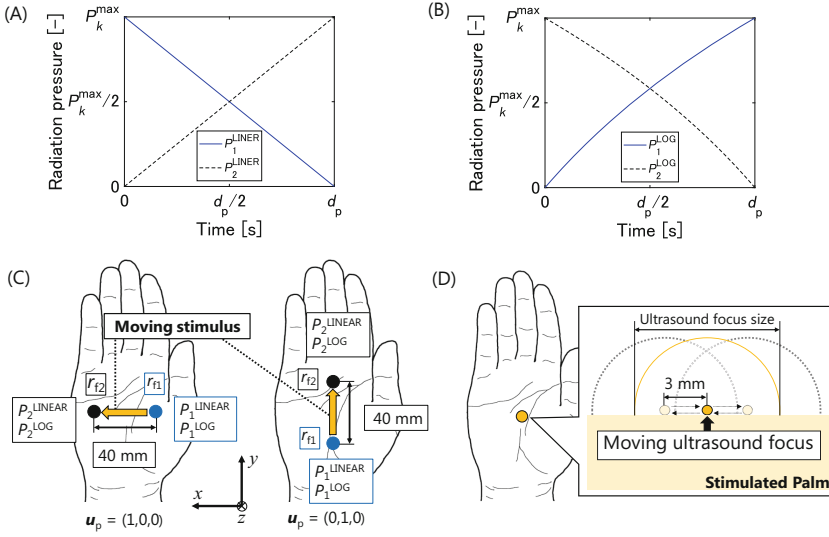 (A)
Radiation pressure [-]
P_k^max
P_k^max/2
0
P_1^LINER
P_2^LINER
0
d_p/2
d_p
Time [s]
(B)
Radiation pressure [-]
P_k^max
P_k^max/2
0
P_1^LOG
P_2^LOG
0
d_p/2
d_p
Time [s]
(C)
Moving stimulus
r_f2
r_f1
P_2^LINEAR
P_2^LOG
P_1^LINEAR
P_1^LOG
40 mm
u_p = (1,0,0)
y
x
z
P_2^LINEAR
P_2^LOG
r_f2
40 mm
r_f1
P_1^LINEAR
P_1^LOG
u_p = (0,1,0)
(D)
Ultrasound focus size
3 mm
Moving ultrasound focus
Stimulated Palm